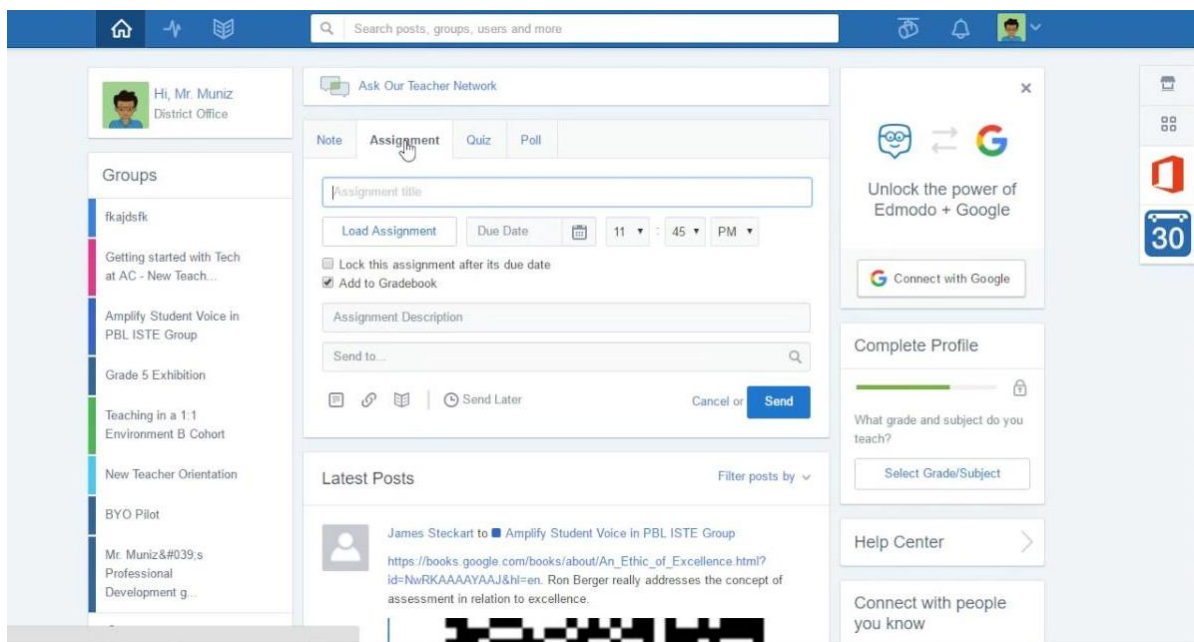 Search posts, groups, users and more
Hi, Mr. Muniz
District Office
Groups
fkajdsfk
Getting started with Tech
at AC - New Teach...
Amplify Student Voice in
PBL ISTE Group
Grade 5 Exhibition
Teaching in a 1:1
Environment B Cohort
New Teacher Orientation
BYO Pilot
Mr. Muniz&#039;s
Professional
Development g...
Ask Our Teacher Network
Note Assignment Quiz Poll
Assignment title
Load Assignment Due Date 11 : 45 PM
Lock this assignment after its due date
Add to Gradebook
Assignment Description
Send to...
Send Later Cancel or Send
Latest Posts Filter posts by
James Steckart to Amplify Student Voice in PBL ISTE Group
https://books.google.com/books/about/An_Ethic_of_Excellence.html?
id=NwRKAAAAYAAJ&hl=en. Ron Berger really addresses the concept of
assessment in relation to excellence.
G
Unlock the power of
Edmodo + Google
G Connect with Google
Complete Profile
What grade and subject do you
teach?
Select Grade/Subject
Help Center
Connect with people
you know
30